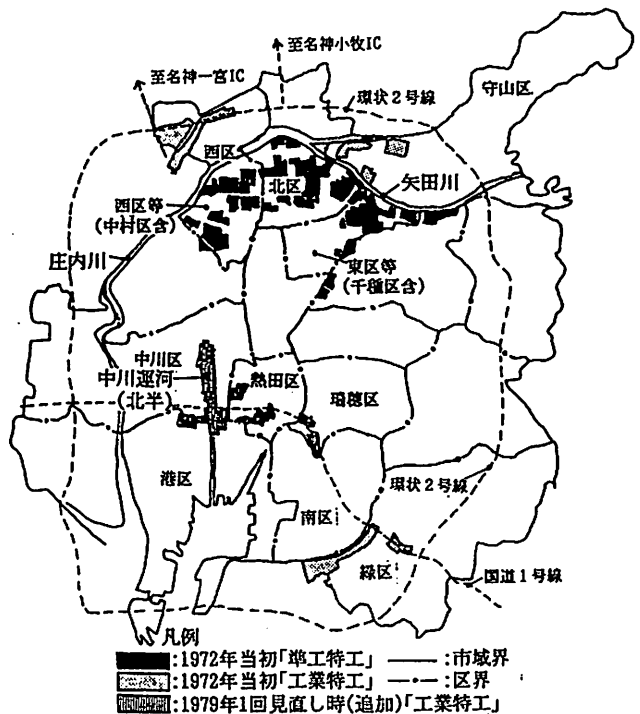 至名神小牧IC
至名神一宮IC
環状2号線
守山区
西区
北区
矢田川
西区等
(中村区含)
庄内川
東区等
(千種区含)
中川区
中川運河
(北半)
熱田区
瑞穂区
港区
環状2号線
南区
緑区
国道1号線
凡例
:1972年当初「準工特工」 :市域界
:1972年当初「工業特工」 :区界
:1979年1回見直し時(追加)「工業特工」